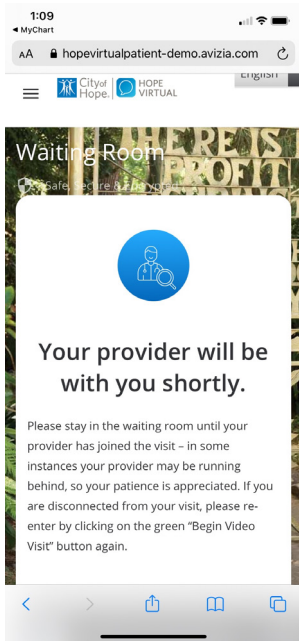 1:09
MyChart
AA hopevirtualpatient-demo.avizia.com
English
City of Hope. HOPE VIRTUAL
THERE IS
PROFIT
Waiting Room
Safe, Secure & Encrypted
Your provider will be
with you shortly.
Please stay in the waiting room until your
provider has joined the visit – in some
instances your provider may be running
behind, so your patience is appreciated. If you
are disconnected from your visit, please re-
enter by clicking on the green “Begin Video
Visit” button again.